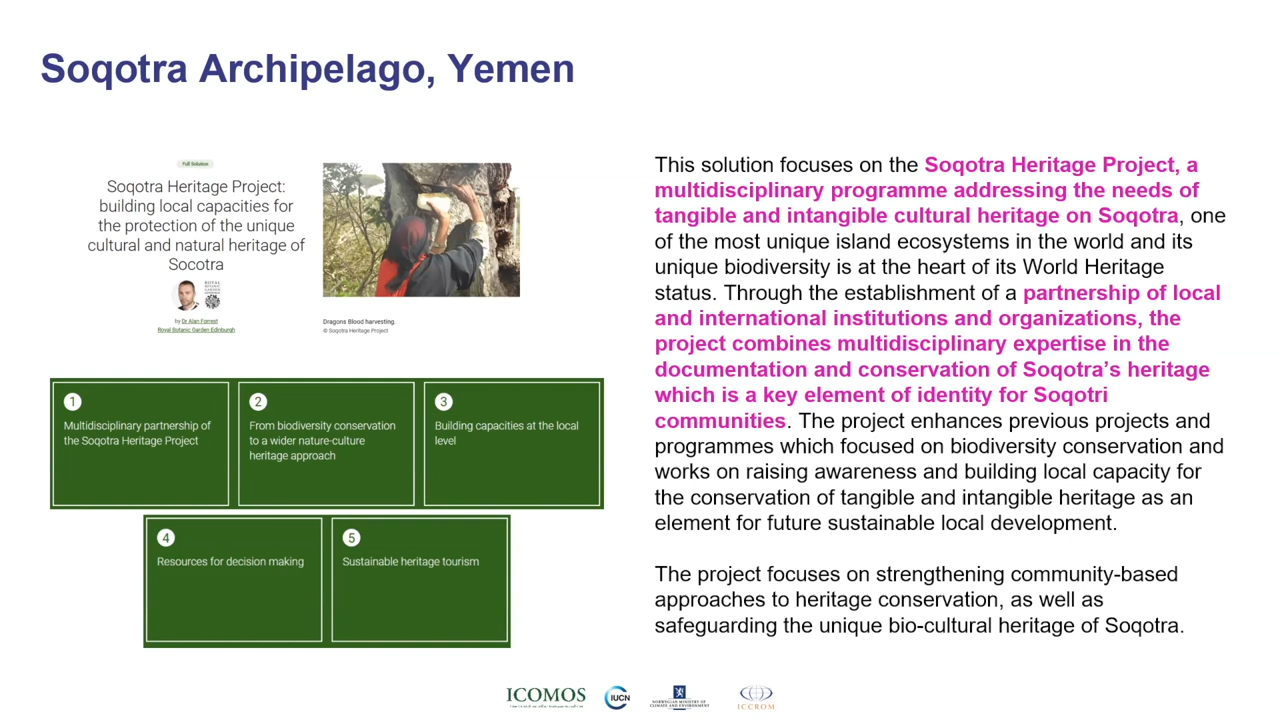 Soqotra Archipelago, Yemen
Full Solution
Soqotra Heritage Project:
building local capacities for
the protection of the unique
cultural and natural heritage of
Socotra
ROYAL
BOTANIC
GARDEN
EDINBURGH
by Dr Alan Forrest
Royal Botanic Garden Edinburgh
Dragons Blood harvesting.
© Soqotra Heritage Project
1
Multidisciplinary partnership of
the Soqotra Heritage Project
2
From biodiversity conservation
to a wider nature-culture
heritage approach
3
Building capacities at the local
level
4
Resources for decision making
5
Sustainable heritage tourism
This solution focuses on the Soqotra Heritage Project, a
multidisciplinary programme addressing the needs of
tangible and intangible cultural heritage on Soqotra, one
of the most unique island ecosystems in the world and its
unique biodiversity is at the heart of its World Heritage
status. Through the establishment of a partnership of local
and international institutions and organizations, the
project combines multidisciplinary expertise in the
documentation and conservation of Soqotra’s heritage
which is a key element of identity for Soqotri
communities. The project enhances previous projects and
programmes which focused on biodiversity conservation and
works on raising awareness and building local capacity for
the conservation of tangible and intangible heritage as an
element for future sustainable local development.
The project focuses on strengthening community-based
approaches to heritage conservation, as well as
safeguarding the unique bio-cultural heritage of Soqotra.
ICOMOS
IUCN
NORWEGIAN MINISTRY OF
CLIMATE AND ENVIRONMENT
ICCROM